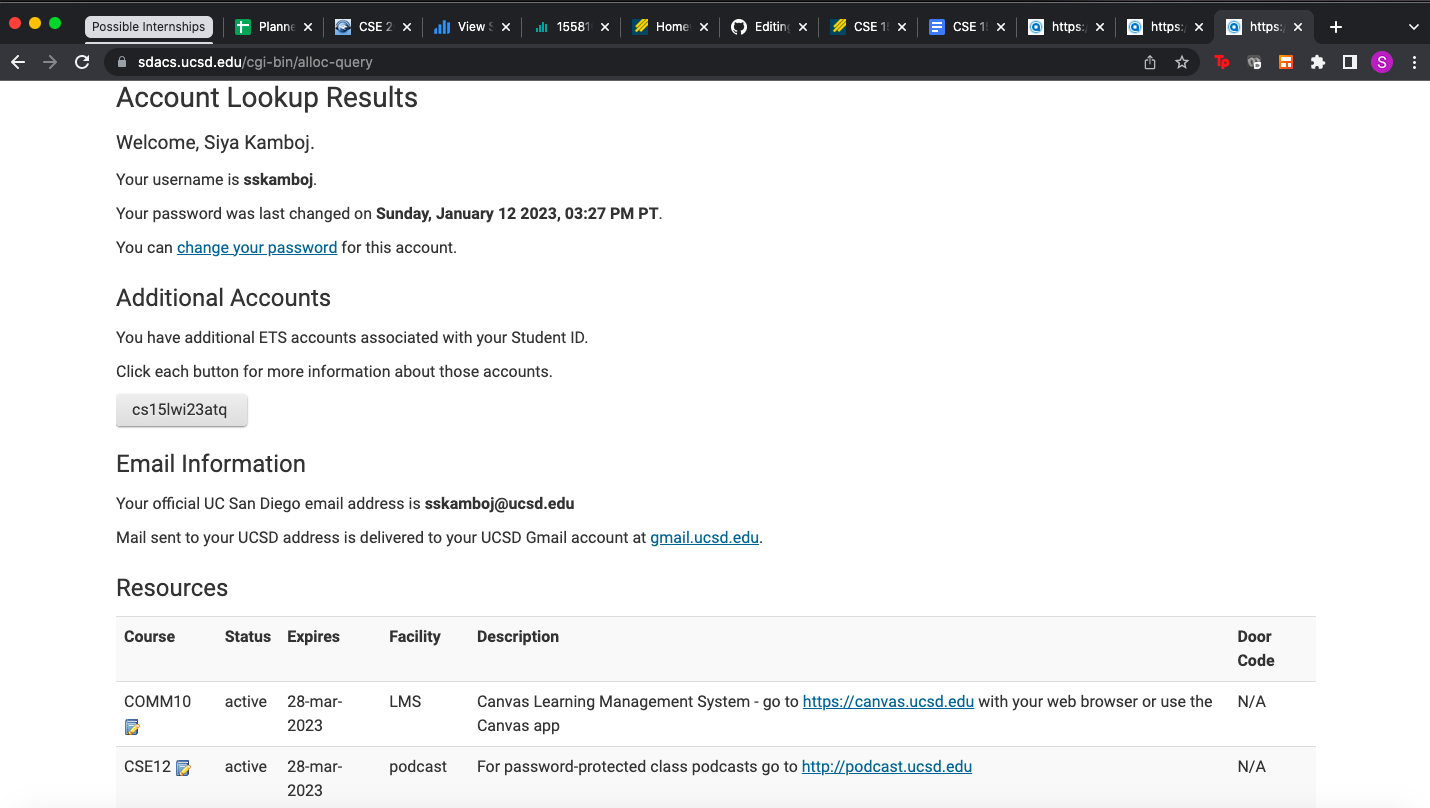 Possible Internships
Planne
CSE 2
View S
15581
Home
Editing
CSE 15
CSE 15
https:/
https:/
https:/
sdacs.ucsd.edu/cgi-bin/alloc-query
Tp
S
Account Lookup Results
Welcome, Siya Kamboj.
Your username is sskamboj.
Your password was last changed on Sunday, January 12 2023, 03:27 PM PT.
You can change your password for this account.
Additional Accounts
You have additional ETS accounts associated with your Student ID.
Click each button for more information about those accounts.
cs15lwi23atq
Email Information
Your official UC San Diego email address is sskamboj@ucsd.edu
Mail sent to your UCSD address is delivered to your UCSD Gmail account at gmail.ucsd.edu.
Resources
Course Status Expires Facility Description Door Code
COMM10 active 28-mar-2023 LMS Canvas Learning Management System - go to https://canvas.ucsd.edu with your web browser or use the Canvas app N/A
CSE12 active 28-mar-2023 podcast For password-protected class podcasts go to http://podcast.ucsd.edu N/A